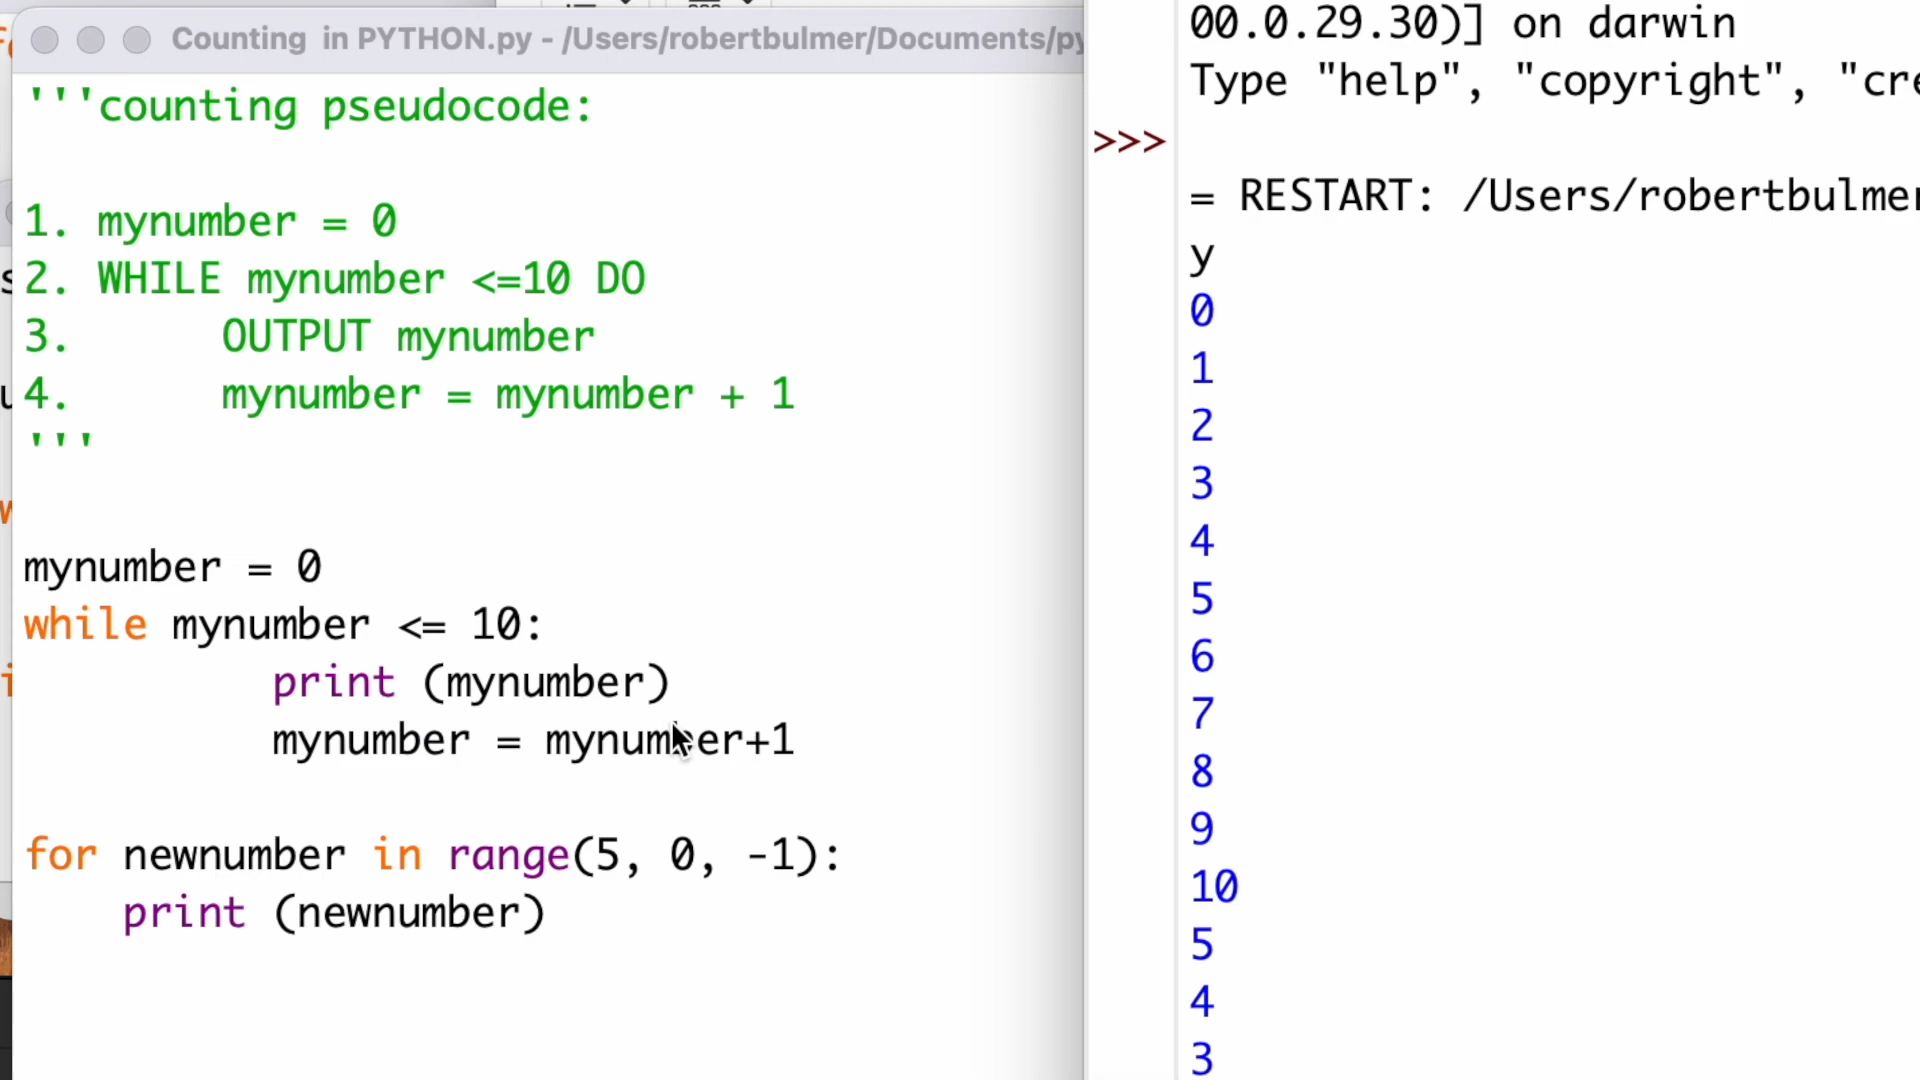 Counting  in PYTHON.py - /Users/robertbulmer/Documents/py
'''counting pseudocode:
1. mynumber = 0
2. WHILE mynumber <=10 DO
3.      OUTPUT mynumber
4.      mynumber = mynumber + 1
'''
mynumber = 0
while mynumber <= 10:
          print (mynumber)
          mynumber = mynumber+1
for newnumber in range(5, 0, -1):
    print (newnumber)
00.0.29.30)] on darwin
Type "help", "copyright", "cre
>>>
= RESTART: /Users/robertbulmer
y
0
1
2
3
4
5
6
7
8
9
10
5
4
3